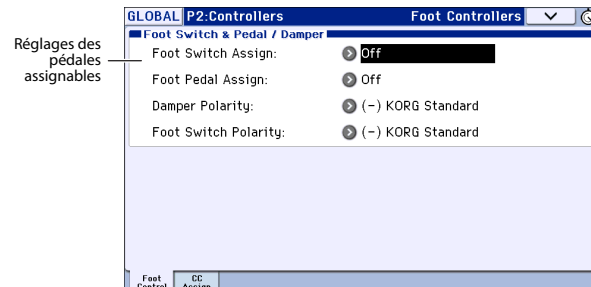 GLOBAL P2:Controllers Foot Controllers
Foot Switch & Pedal / Damper
Réglages des pédales assignables
Foot Switch Assign: Off
Foot Pedal Assign: Off
Damper Polarity: (-) KORG Standard
Foot Switch Polarity: (-) KORG Standard
Foot Control
CC Assign